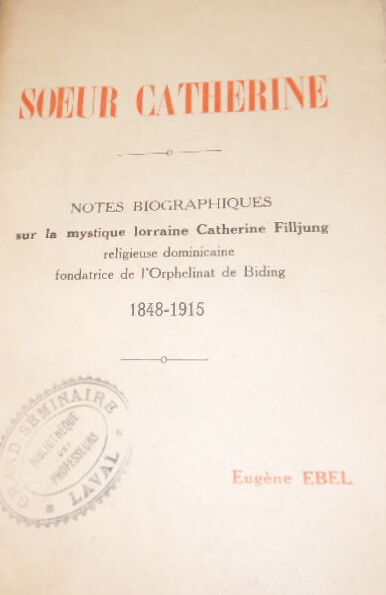 SOEUR CATHERINE
NOTES BIOGRAPHIQUES
sur la mystique lorraine Catherine Filljung
religieuse dominicaine
fondatrice de l'Orphelinat de Biding
1848-1915
GRAND SÉMINAIRE
BIBLIOTHÈQUE
DES
PROFESSEURS
LAVAL
Eugène EBEL